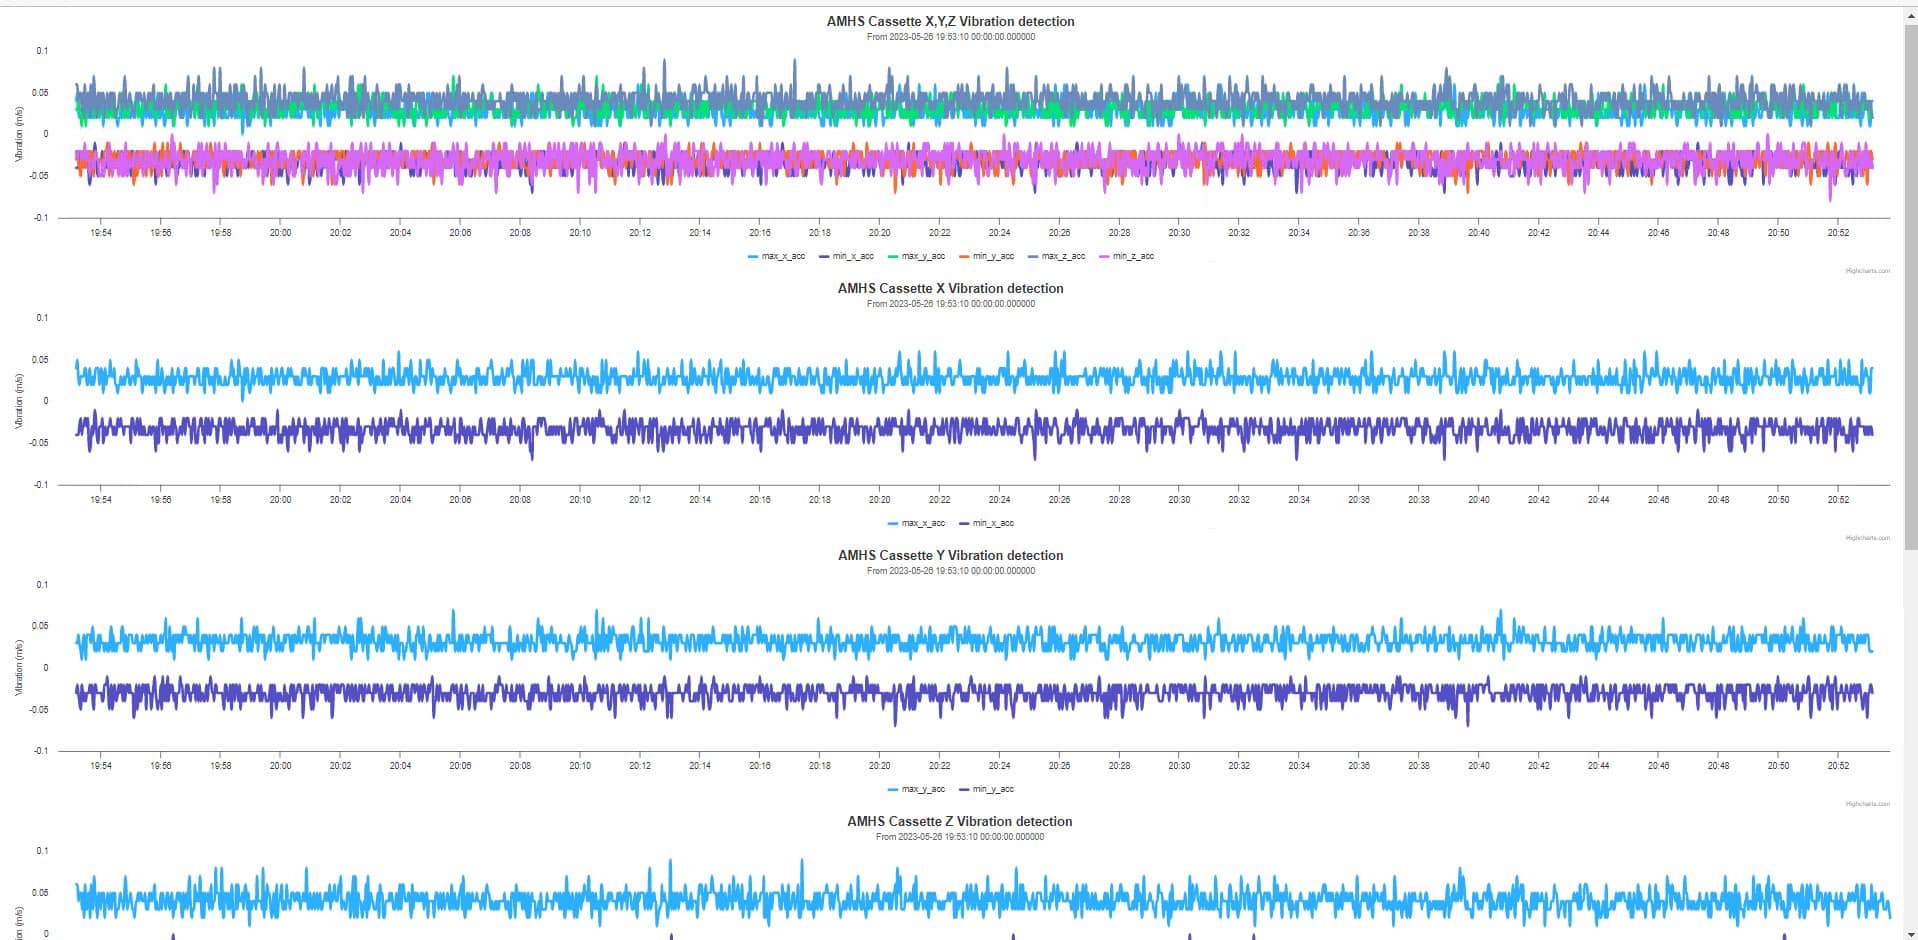 AMHS Cassette X,Y,Z Vibration detection
From 2023-05-26 19:53:10 00:00:00.000000
Vibration (m/s)
0.1
0.05
0
-0.05
-0.1
19:54 19:56 19:58 20:00 20:02 20:04 20:06 20:08 20:10 20:12 20:14 20:16 20:18 20:20 20:22 20:24 20:26 20:28 20:30 20:32 20:34 20:36 20:38 20:40 20:42 20:44 20:46 20:48 20:50 20:52
max_x_acc min_x_acc max_y_acc min_y_acc max_z_acc min_z_acc
Highcharts.com
AMHS Cassette X Vibration detection
From 2023-05-26 19:53:10 00:00:00.000000
Vibration (m/s)
0.1
0.05
0
-0.05
-0.1
19:54 19:56 19:58 20:00 20:02 20:04 20:06 20:08 20:10 20:12 20:14 20:16 20:18 20:20 20:22 20:24 20:26 20:28 20:30 20:32 20:34 20:36 20:38 20:40 20:42 20:44 20:46 20:48 20:50 20:52
max_x_acc min_x_acc
Highcharts.com
AMHS Cassette Y Vibration detection
From 2023-05-26 19:53:10 00:00:00.000000
Vibration (m/s)
0.1
0.05
0
-0.05
-0.1
19:54 19:56 19:58 20:00 20:02 20:04 20:06 20:08 20:10 20:12 20:14 20:16 20:18 20:20 20:22 20:24 20:26 20:28 20:30 20:32 20:34 20:36 20:38 20:40 20:42 20:44 20:46 20:48 20:50 20:52
max_y_acc min_y_acc
Highcharts.com
AMHS Cassette Z Vibration detection
From 2023-05-26 19:53:10 00:00:00.000000
(m/s)
0.1
0.05
0